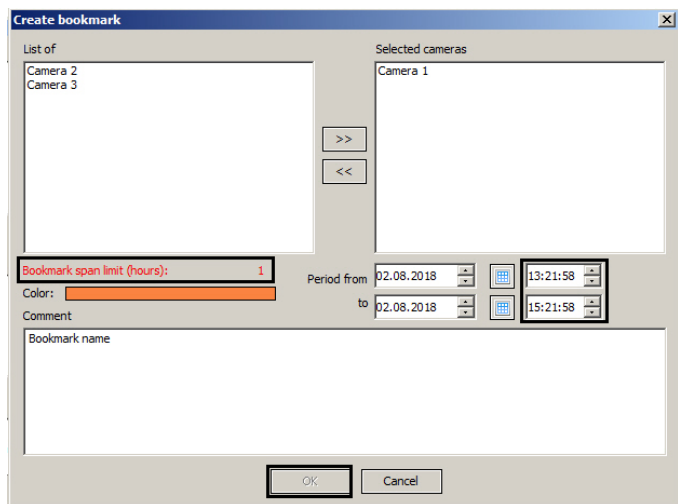 Create bookmark
List of
Selected cameras
Camera 2
Camera 3
Camera 1
>>
<<
Bookmark span limit (hours): 1
Period from 02.08.2018 13:21:58
Color:
to 02.08.2018 15:21:58
Comment
Bookmark name
OK Cancel